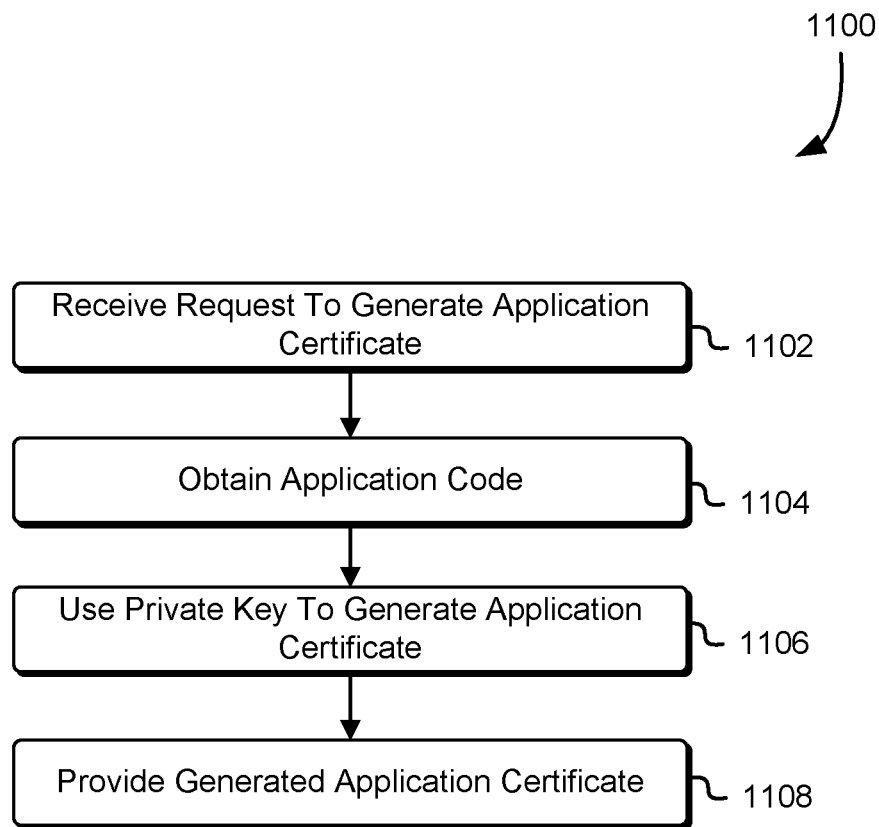 1100
Receive Request To Generate Application
Certificate
1102
Obtain Application Code
1104
Use Private Key To Generate Application
Certificate
1106
Provide Generated Application Certificate
1108